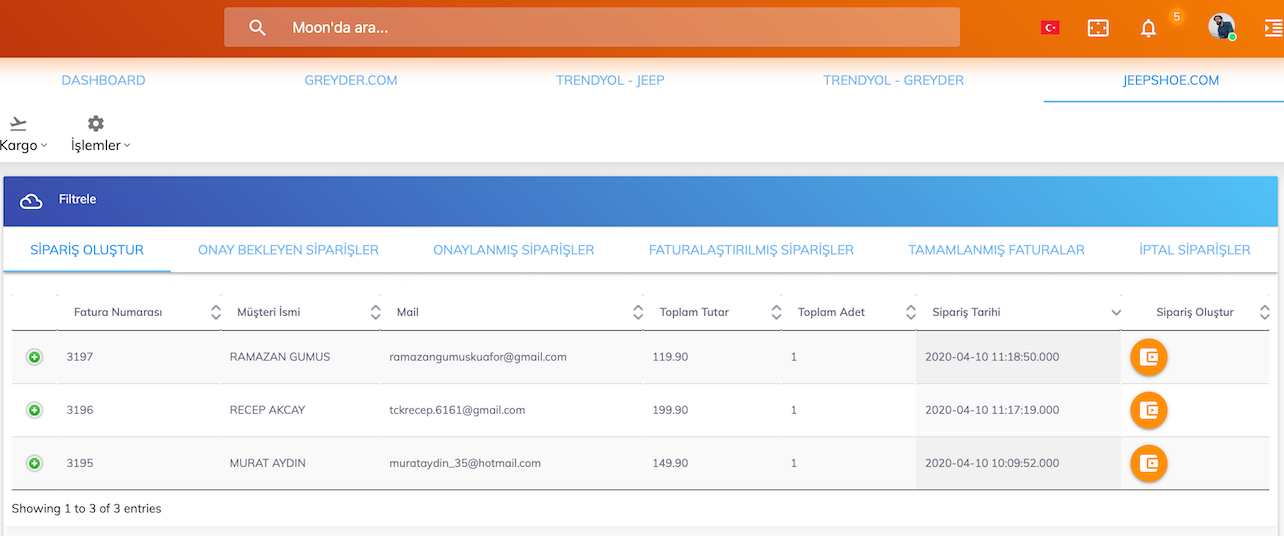 Moon'da ara...
5
DASHBOARD GREYDER.COM TRENDYOL - JEEP TRENDYOL - GREYDER JEEPSHOE.COM
Kargo İşlemler
Filtrele
SİPARİŞ OLUŞTUR ONAY BEKLEYEN SİPARİŞLER ONAYLANMIŞ SİPARİŞLER FATURALAŞTIRILMIŞ SİPARİŞLER TAMAMLANMIŞ FATURALAR İPTAL SİPARİŞLER
Fatura Numarası Müşteri İsmi Mail Toplam Tutar Toplam Adet Sipariş Tarihi Sipariş Oluştur
3197 RAMAZAN GUMUS ramazangumuskuafor@gmail.com 119.90 1 2020-04-10 11:18:50.000
3196 RECEP AKCAY tckrecep.6161@gmail.com 199.90 1 2020-04-10 11:17:19.000
3195 MURAT AYDIN murataydin_35@hotmail.com 149.90 1 2020-04-10 10:09:52.000
Showing 1 to 3 of 3 entries